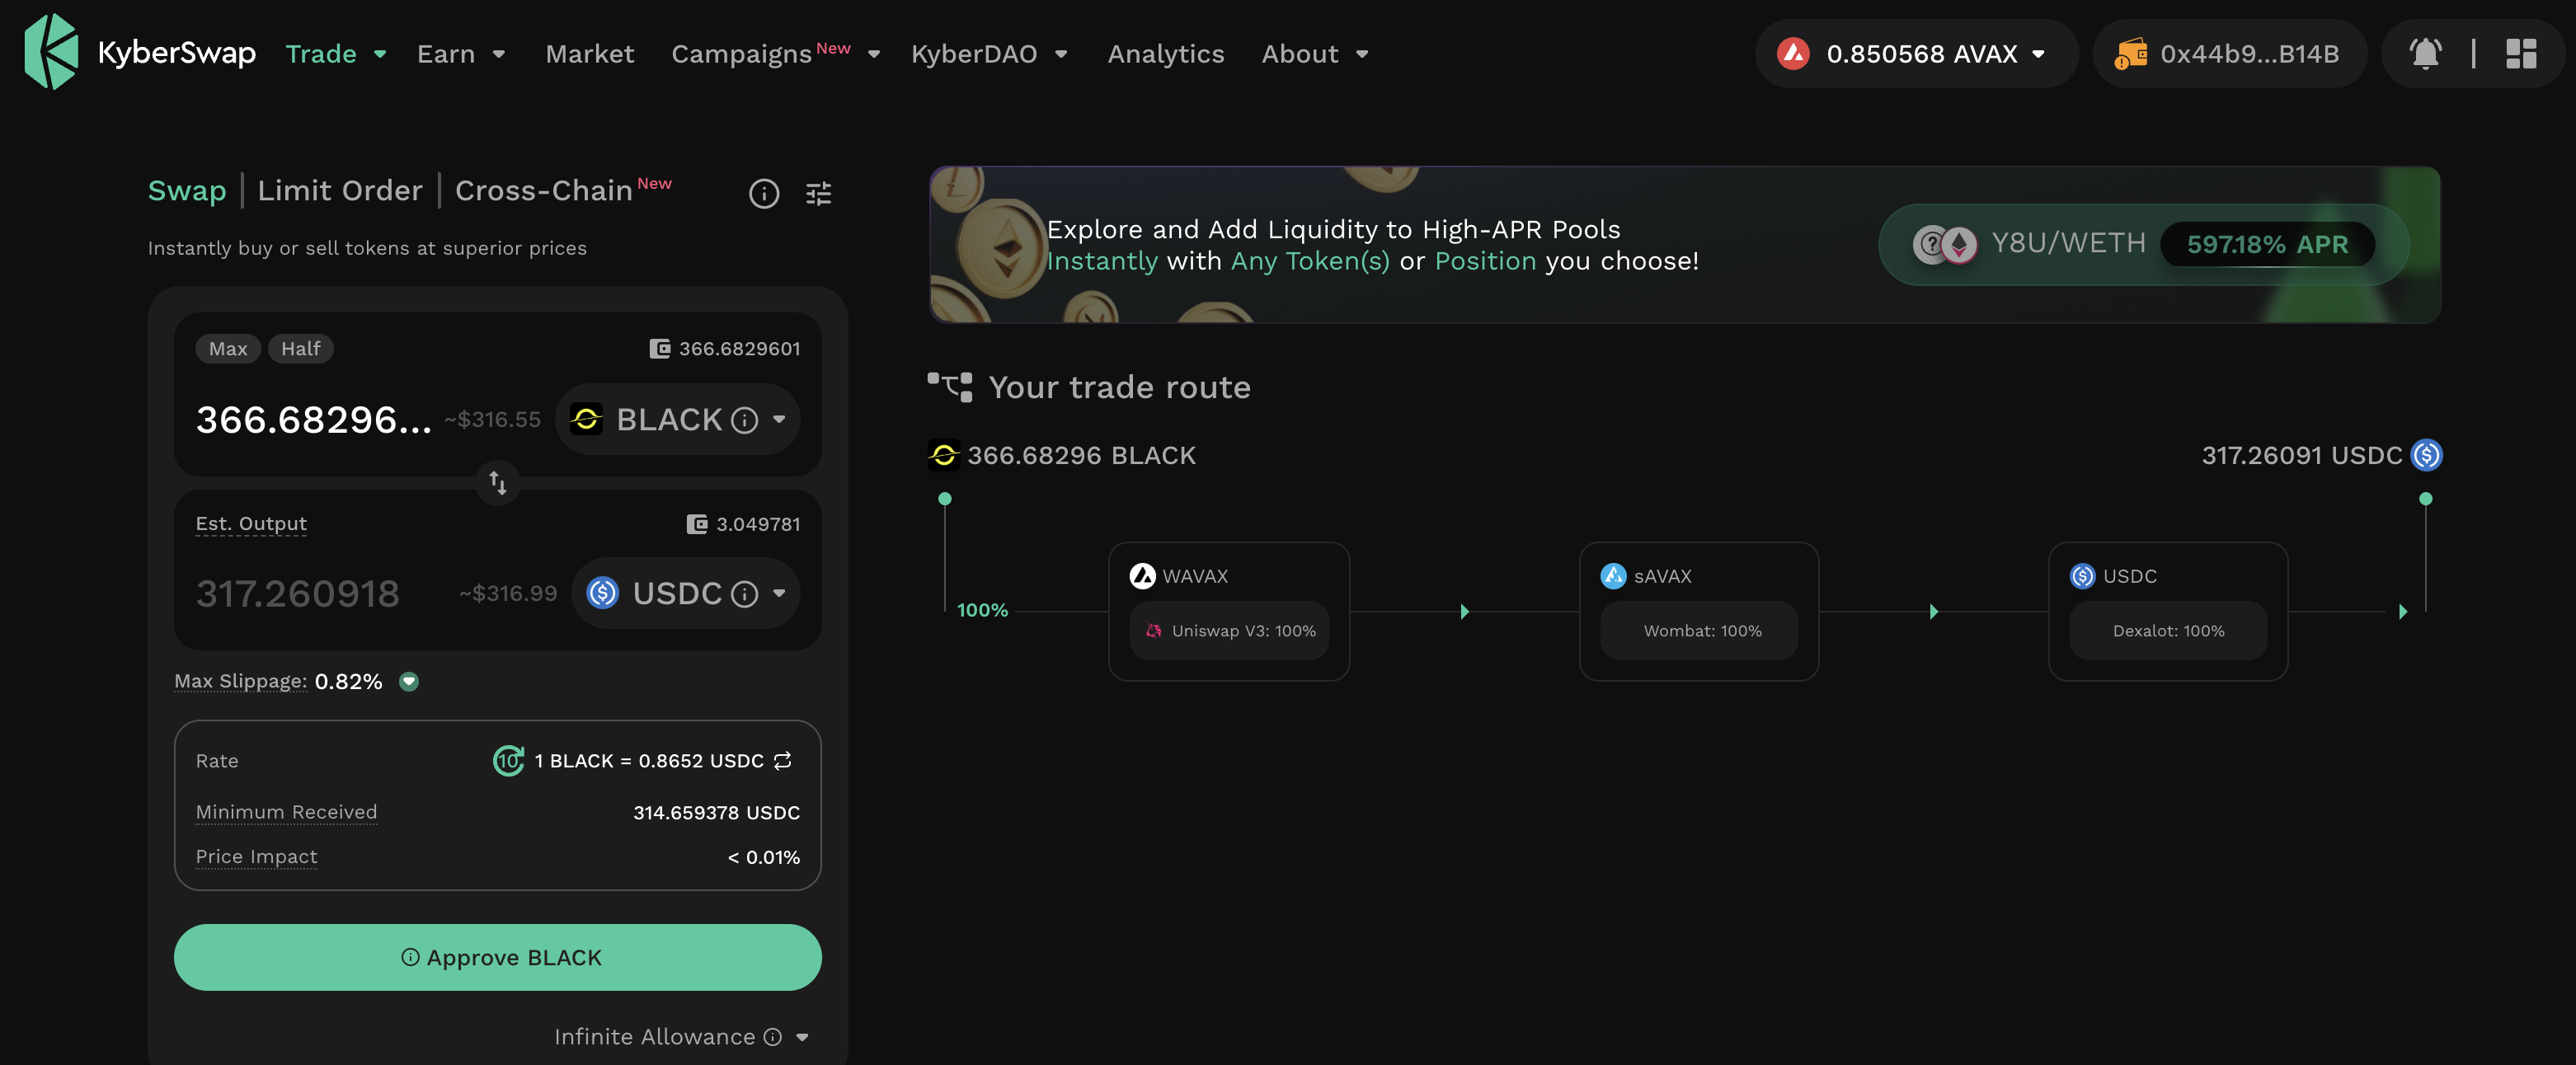 KyberSwap Trade Earn Market Campaigns New KyberDAO Analytics About 0.850568 AVAX 0x44b9...B14B
Swap | Limit Order | Cross-Chain New
Instantly buy or sell tokens at superior prices
Max Half 366.6829601
366.68296... ~$316.55 BLACK
Est. Output 3.049781
317.260918 ~$316.99 USDC
Max Slippage: 0.82%
Rate 10 1 BLACK = 0.8652 USDC
Minimum Received 314.659378 USDC
Price Impact < 0.01%
Approve BLACK
Infinite Allowance
Explore and Add Liquidity to High-APR Pools
Instantly with Any Token(s) or Position you choose!
Y8U/WETH 597.18% APR
Your trade route
366.68296 BLACK 317.26091 USDC
100%
WAVAX
Uniswap V3: 100%
sAVAX
Wombat: 100%
USDC
Dexalot: 100%